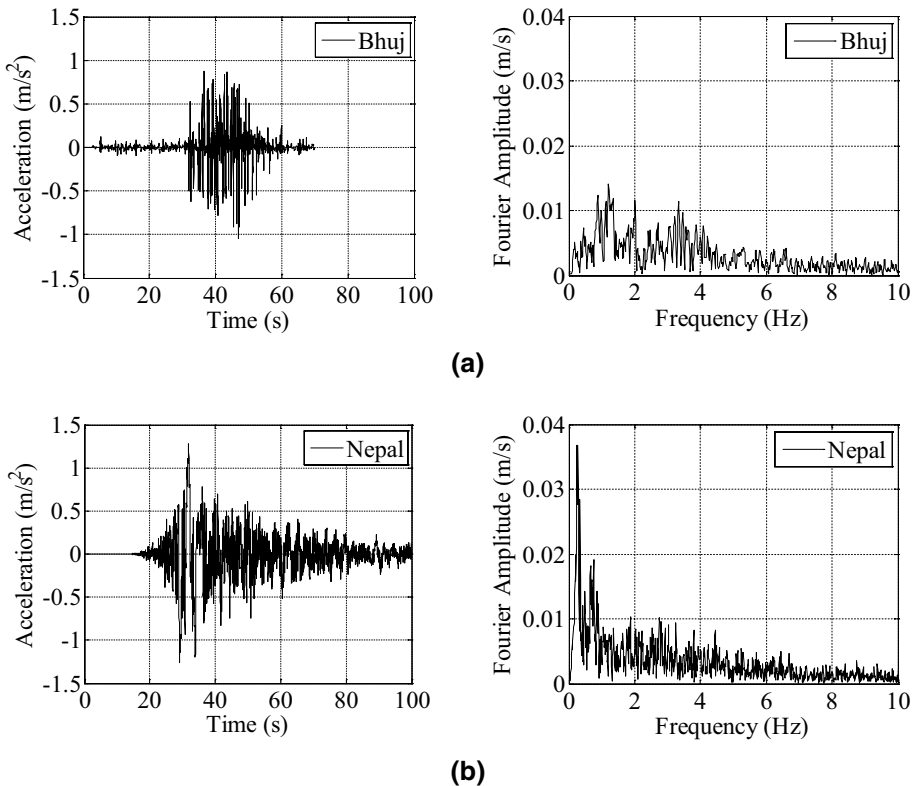 Bhuj
Acceleration (m/s²)
1.5
1
0.5
0
-0.5
-1
-1.5
0 20 40 60 80 100
Time (s)
Bhuj
Fourier Amplitude (m/s)
0.04
0.03
0.02
0.01
0
0 2 4 6 8 10
Frequency (Hz)
(a)
Nepal
Acceleration (m/s²)
1.5
1
0.5
0
-0.5
-1
-1.5
0 20 40 60 80 100
Time (s)
Nepal
Fourier Amplitude (m/s)
0.04
0.03
0.02
0.01
0
0 2 4 6 8 10
Frequency (Hz)
(b)